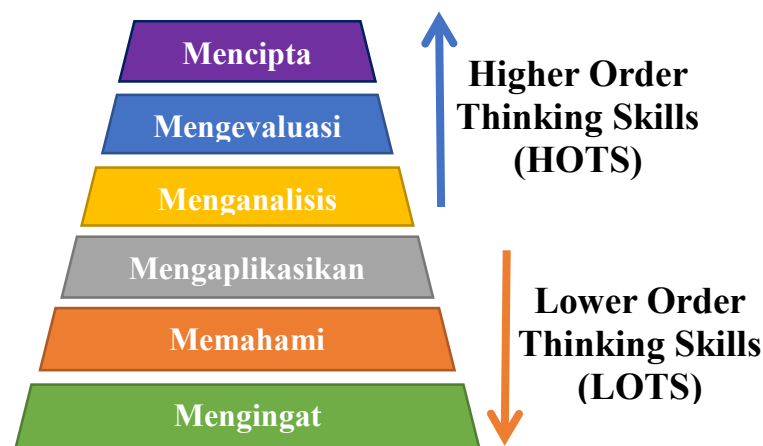 Mencipta
Mengevaluasi
Menganalisis
Mengaplikasikan
Memahami
Mengingat
Higher Order
Thinking Skills
(HOTS)
Lower Order
Thinking Skills
(LOTS)